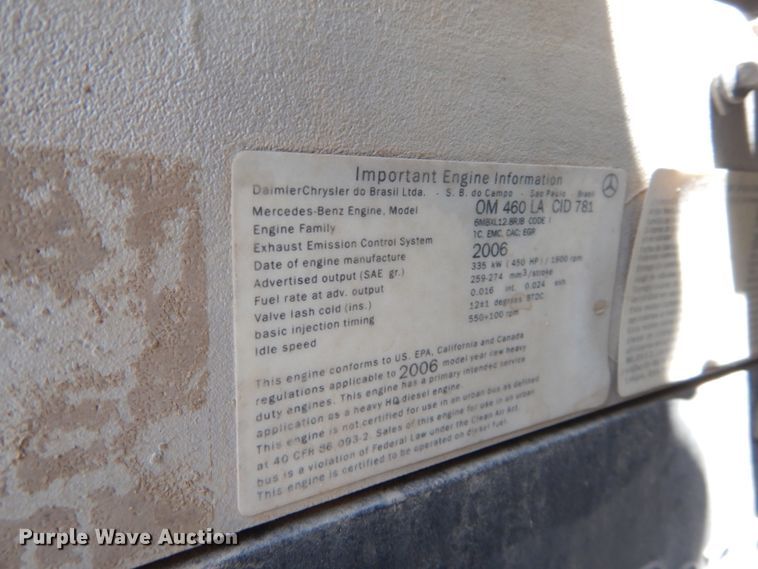 Important Engine Information
DaimlerChrysler do Brasil Ltda. - S. B. do Campo - Sao Paulo Brasil
Mercedes-Benz Engine, Model OM 460 LA CID 781
Engine Family 6MBXL12.8RJB CODE
Exhaust Emission Control System TC, EMC, CAC, EGR
Date of engine manufacture 2006
Advertised output (SAE gr.) 335 kW (450 HP) / 1800 rpm
Fuel rate at adv. output 259-274 mm³/stroke
Valve lash cold (ins.) 0.016 int. 0.024 exh.
basic injection timing 12±1 degrees BTDC
Idle speed 550+100 rpm
This engine conforms to US. EPA, California and Canada
regulations applicable to 2006 model year new heavy
duty engines. This engine has a primary intended service
application as a heavy HD diesel engine.
This engine is not certified for use in an urban bus as defined
at 40 CFR 86.093-2. Sales of this engine for use in an urban
bus is a violation of Federal Law under the Clean Air Act.
This engine is certified to be operated on diesel fuel.
Purple Wave Auction